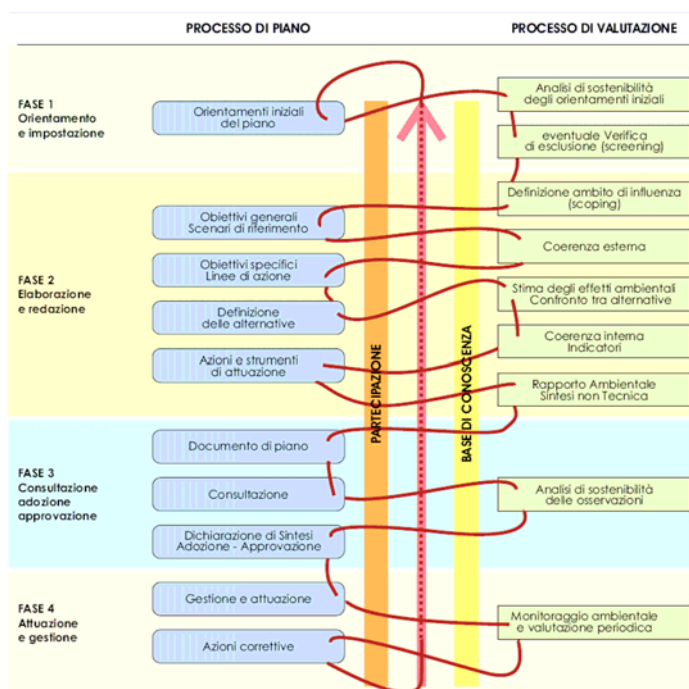 PROCESSO DI PIANO
PROCESSO DI VALUTAZIONE
FASE 1
Orientamento
e impostazione
Orientamenti iniziali
del piano
Analisi di sostenibilità
degli orientamenti iniziali
eventuale Verifica
di esclusione (screening)
FASE 2
Elaborazione
e redazione
Obiettivi generali
Scenari di riferimento
Obiettivi specifici
Linee di azione
Definizione
delle alternative
Azioni e strumenti
di attuazione
Definizione ambito di influenza
(scoping)
Coerenza esterna
Stima degli effetti ambientali
Confronto tra alternative
Coerenza interna
Indicatori
Rapporto Ambientale
Sintesi non Tecnica
PARTECIPAZIONE
BASE DI CONOSCENZA
FASE 3
Consultazione
adozione
approvazione
Documento di piano
Consultazione
Dichiarazione di Sintesi
Adozione - Approvazione
Analisi di sostenibilità
delle osservazioni
FASE 4
Attuazione
e gestione
Gestione e attuazione
Azioni correttive
Monitoraggio ambientale
e valutazione periodica